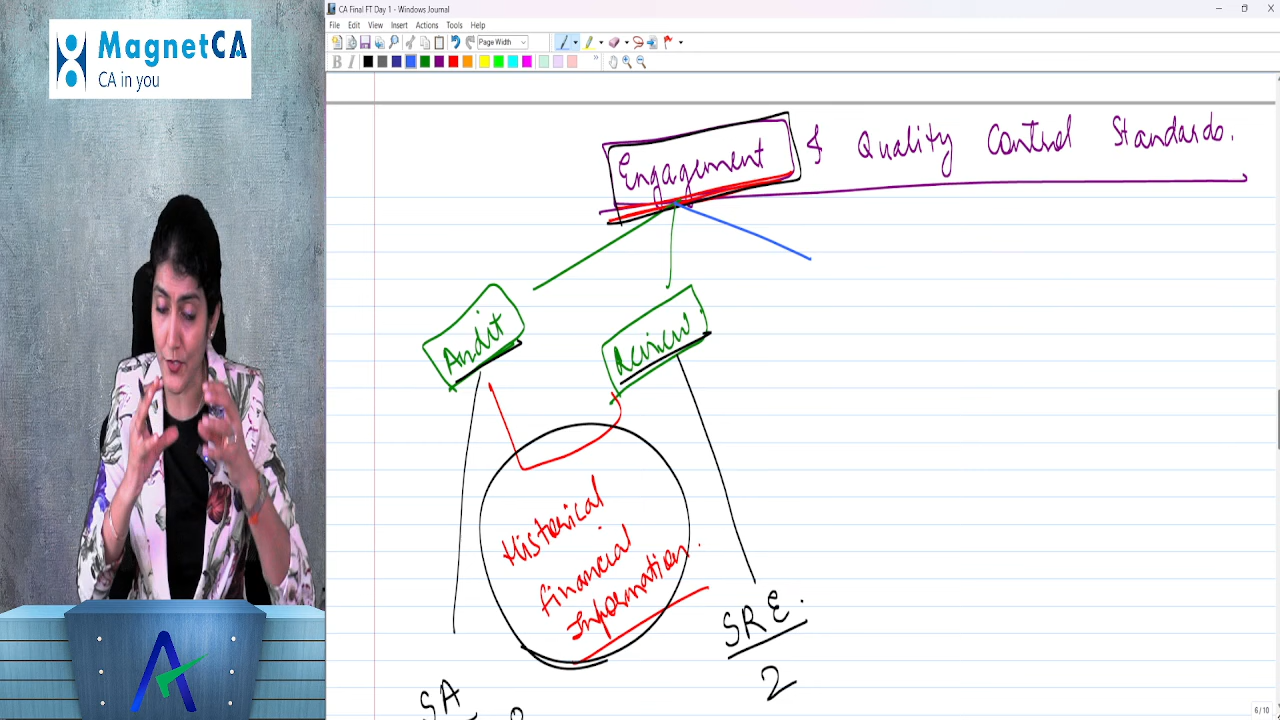 MagnetCA
CA in you
CA Final FT Day 1 - Windows Journal
File Edit View Insert Actions Tools Help
Page Width
B I
Engagement & Quality Control Standards.
Audit
Review.
Historical
financial
Information.
SRE.
2
SA
6 / 10